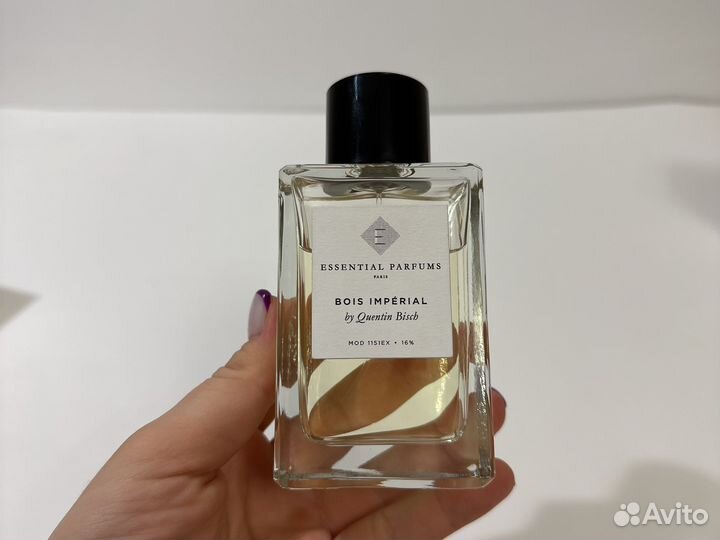 E
ESSENTIAL PARFUMS
PARIS
BOIS IMPÉRIAL
by Quentin Bisch
MOD 1151EX • 16%
Avito